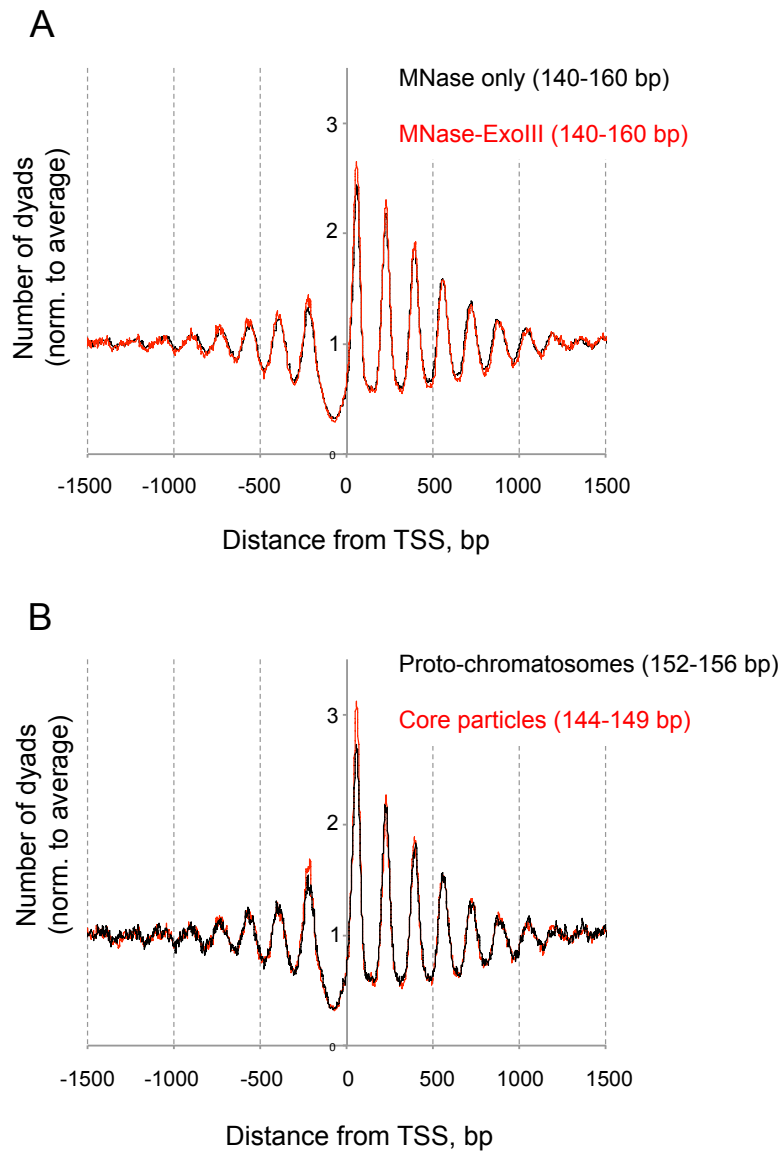 A
MNase only (140-160 bp)
MNase-ExoIII (140-160 bp)
Number of dyads
(norm. to average)
3
2
1
0
-1500 -1000 -500 0 500 1000 1500
Distance from TSS, bp
B
Proto-chromatosomes (152-156 bp)
Core particles (144-149 bp)
Number of dyads
(norm. to average)
3
2
1
0
-1500 -1000 -500 0 500 1000 1500
Distance from TSS, bp